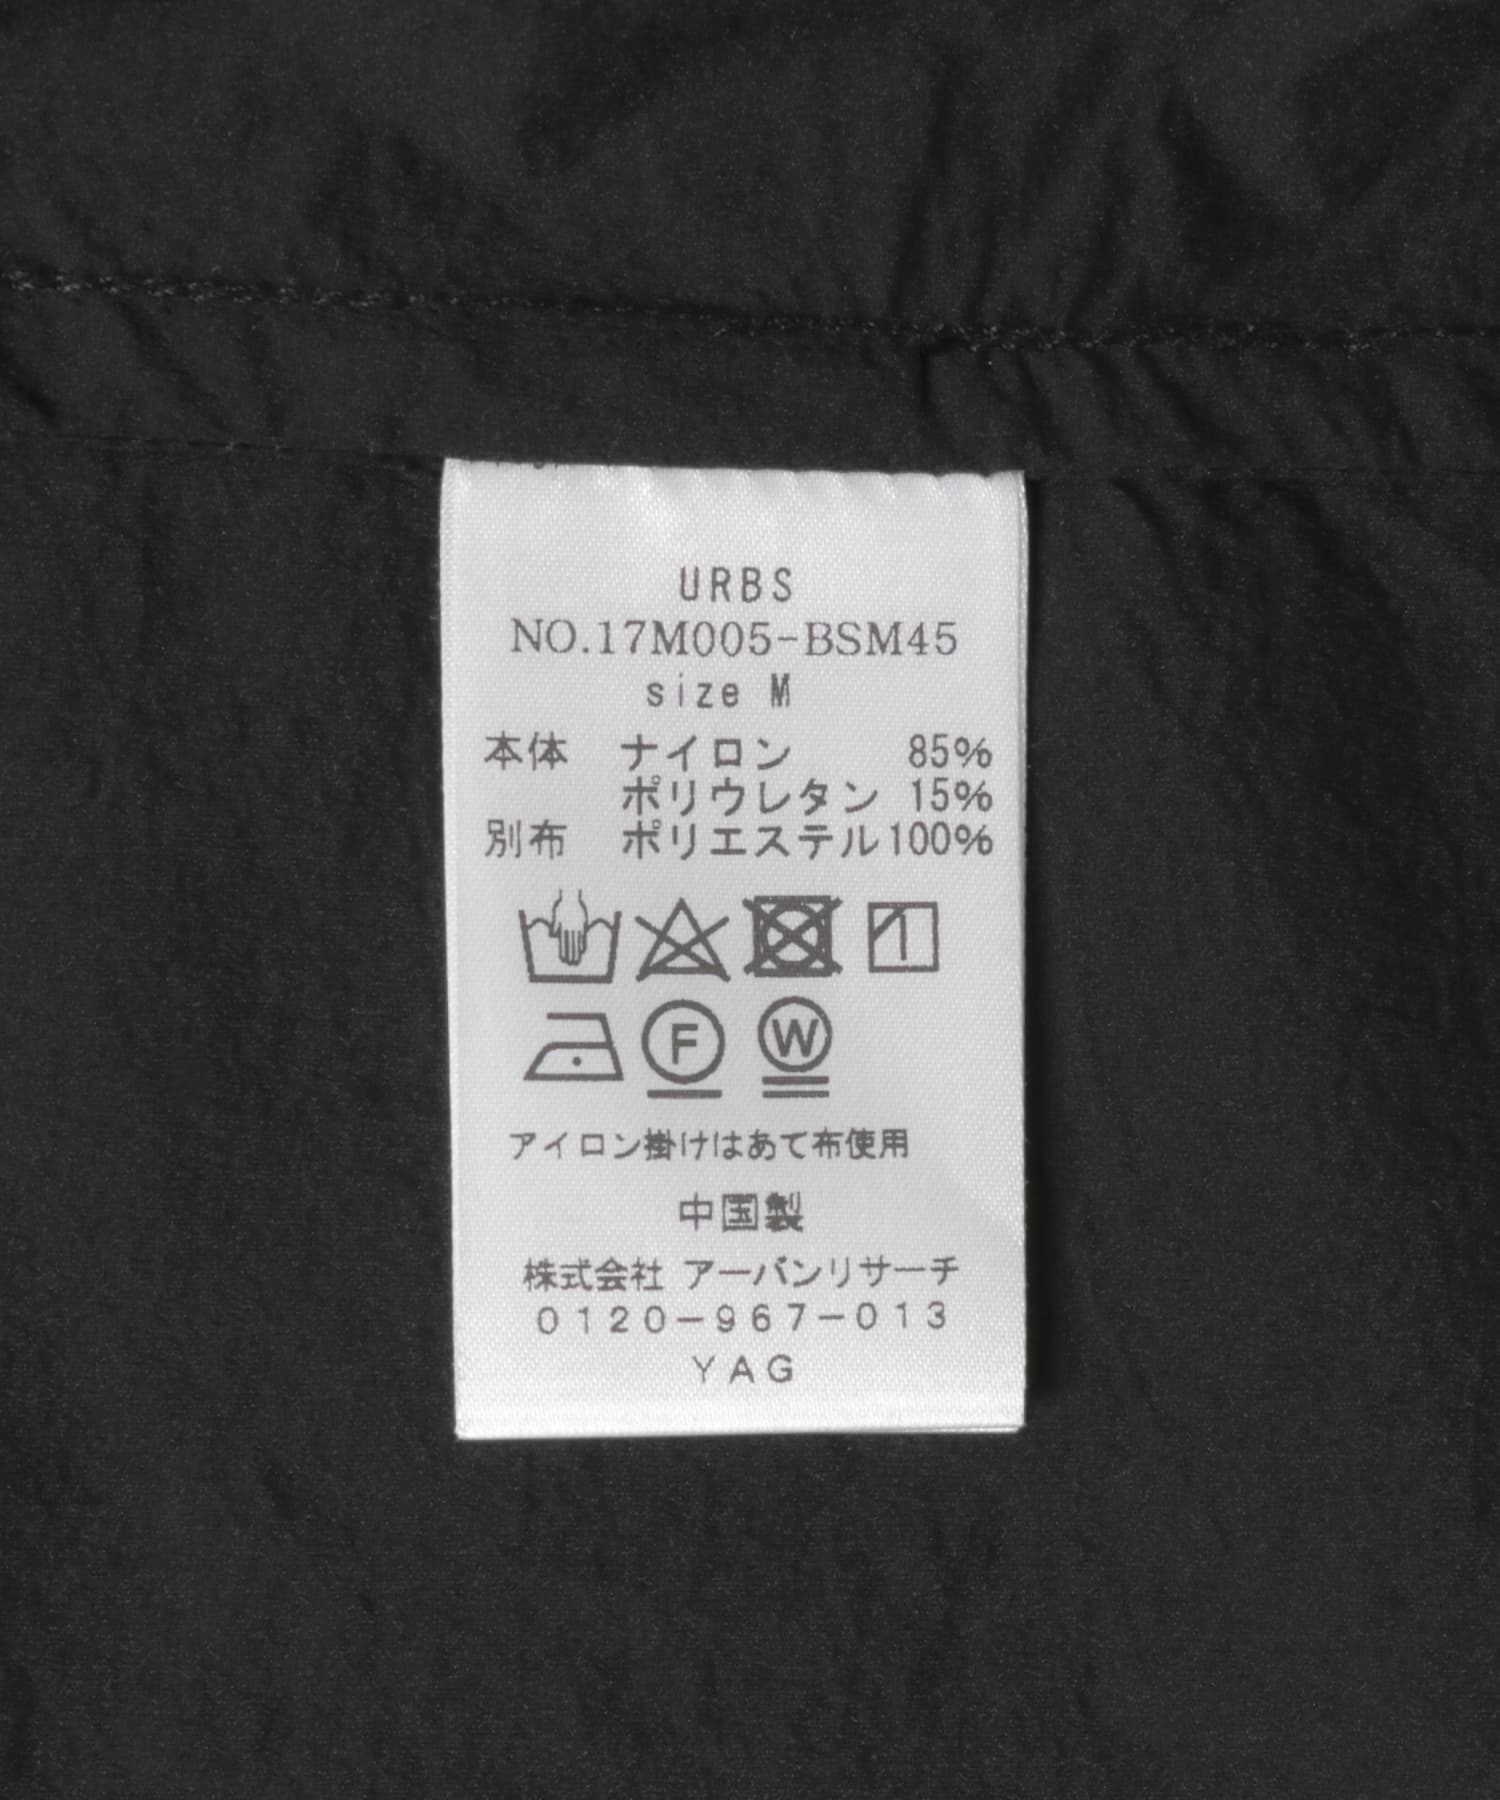 URBS
NO.17M005-BSM45
size M
本体 ナイロン 85%
ポリウレタン 15%
別布 ポリエステル100%
1
F W
アイロン掛けはあて布使用
中国製
株式会社 アーバンリサーチ
0120-967-013
YAG